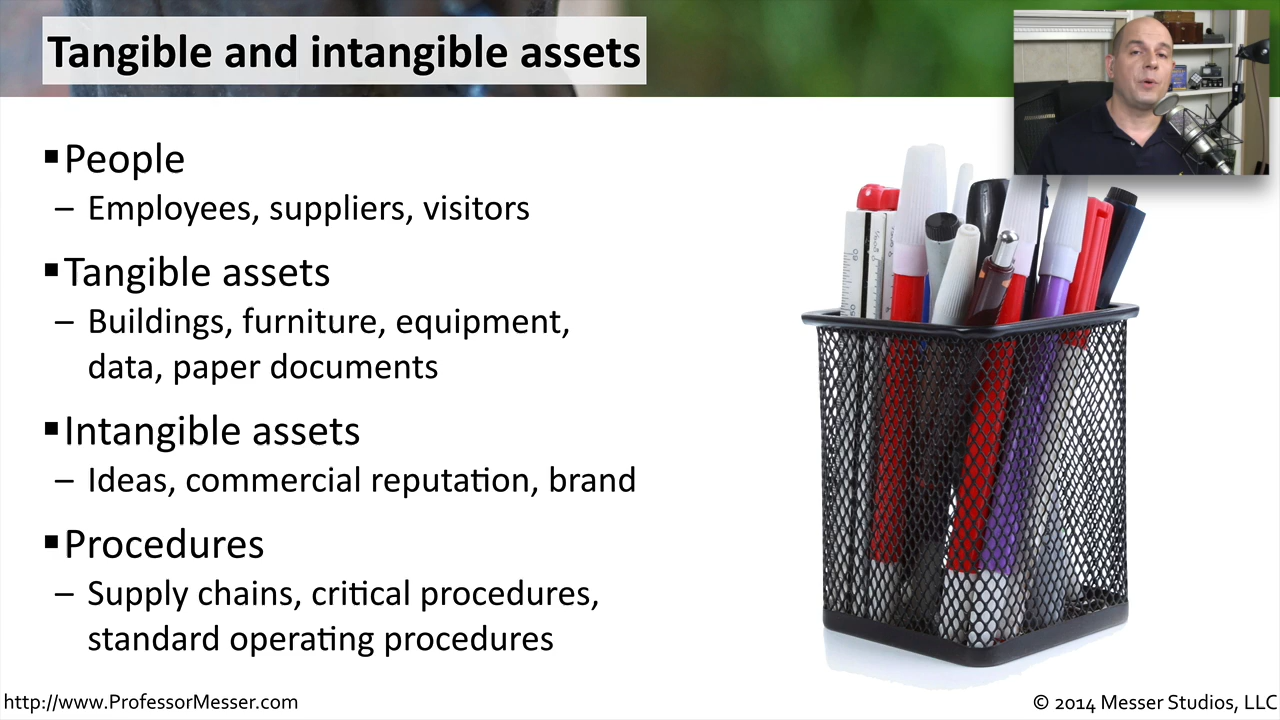 Tangible and intangible assets
▪People
– Employees, suppliers, visitors
▪Tangible assets
– Buildings, furniture, equipment,
data, paper documents
▪Intangible assets
– Ideas, commercial reputation, brand
▪Procedures
– Supply chains, critical procedures,
standard operating procedures
http://www.ProfessorMesser.com
© 2014 Messer Studios, LLC